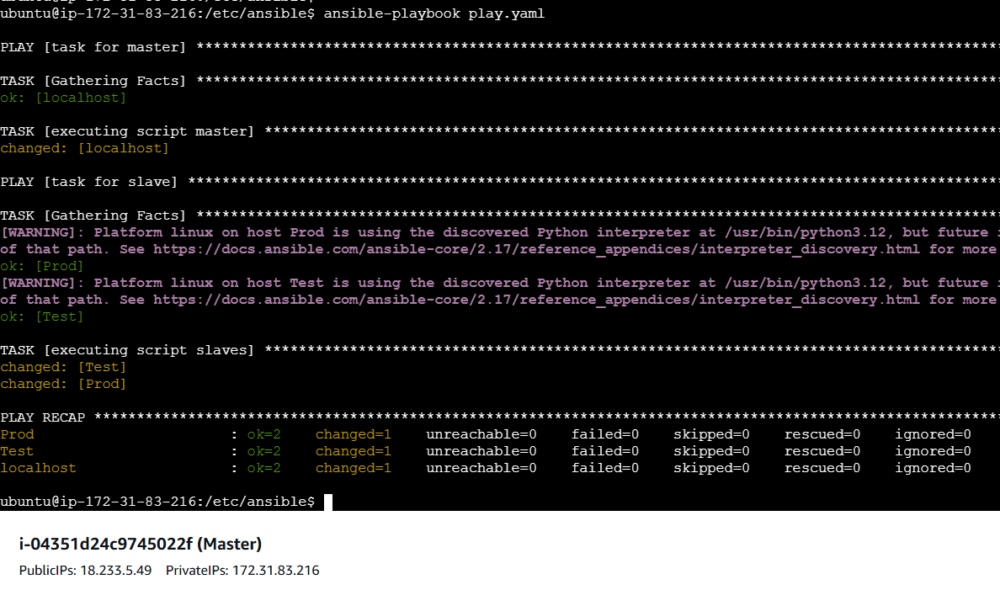 ubuntu@ip-172-31-83-216:/etc/ansible$ ansible-playbook play.yaml
PLAY [task for master] **********************************************************************************************
TASK [Gathering Facts] **********************************************************************************************
ok: [localhost]
TASK [executing script master] **************************************************************************************
changed: [localhost]
PLAY [task for slave] ***********************************************************************************************
TASK [Gathering Facts] **********************************************************************************************
[WARNING]: Platform linux on host Prod is using the discovered Python interpreter at /usr/bin/python3.12, but future
of that path. See https://docs.ansible.com/ansible-core/2.17/reference_appendices/interpreter_discovery.html for more
ok: [Prod]
[WARNING]: Platform linux on host Test is using the discovered Python interpreter at /usr/bin/python3.12, but future
of that path. See https://docs.ansible.com/ansible-core/2.17/reference_appendices/interpreter_discovery.html for more
ok: [Test]
TASK [executing script slaves] **************************************************************************************
changed: [Test]
changed: [Prod]
PLAY RECAP **********************************************************************************************************
Prod : ok=2 changed=1 unreachable=0 failed=0 skipped=0 rescued=0 ignored=0
Test : ok=2 changed=1 unreachable=0 failed=0 skipped=0 rescued=0 ignored=0
localhost : ok=2 changed=1 unreachable=0 failed=0 skipped=0 rescued=0 ignored=0
ubuntu@ip-172-31-83-216:/etc/ansible$
i-04351d24c9745022f (Master)
PublicIPs: 18.233.5.49 PrivateIPs: 172.31.83.216